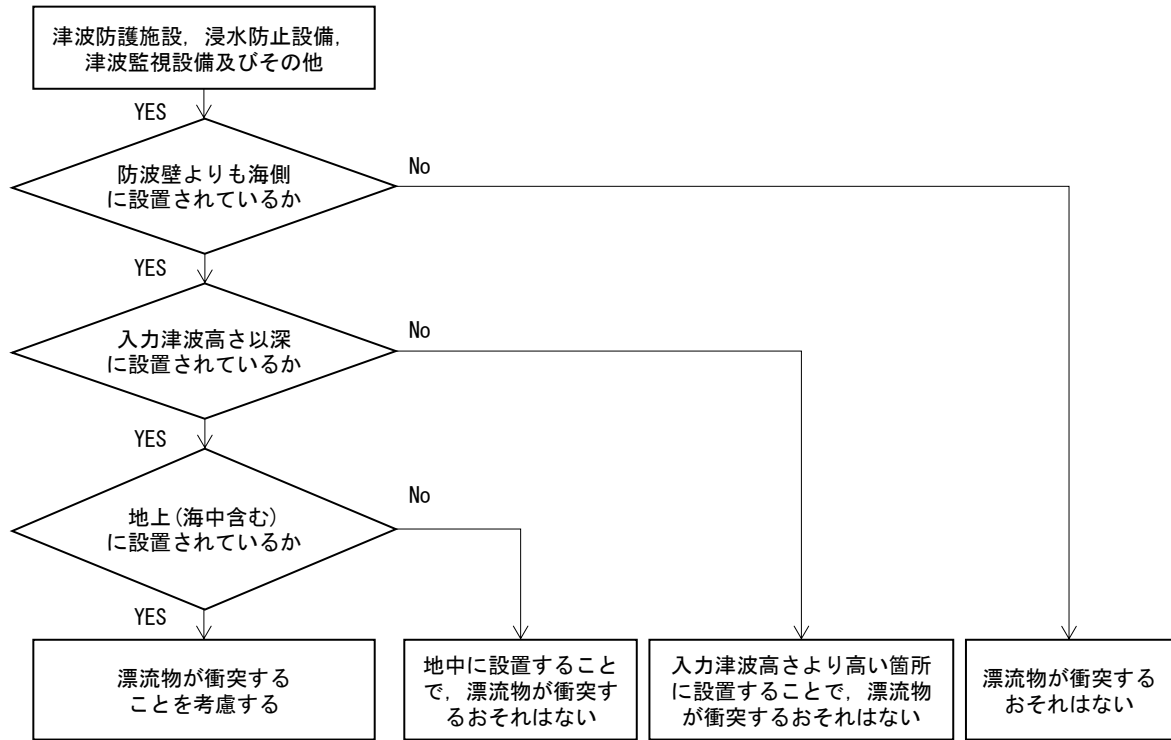 津波防護施設，浸水防止設備，
津波監視設備及びその他
YES
防波壁よりも海側
に設置されているか
No
YES
入力津波高さ以深
に設置されているか
No
YES
地上(海中含む)
に設置されているか
No
YES
漂流物が衝突する
ことを考慮する
地中に設置すること
で，漂流物が衝突す
るおそれはない
入力津波高さより高い箇所
に設置することで，漂流物
が衝突するおそれはない
漂流物が衝突する
おそれはない